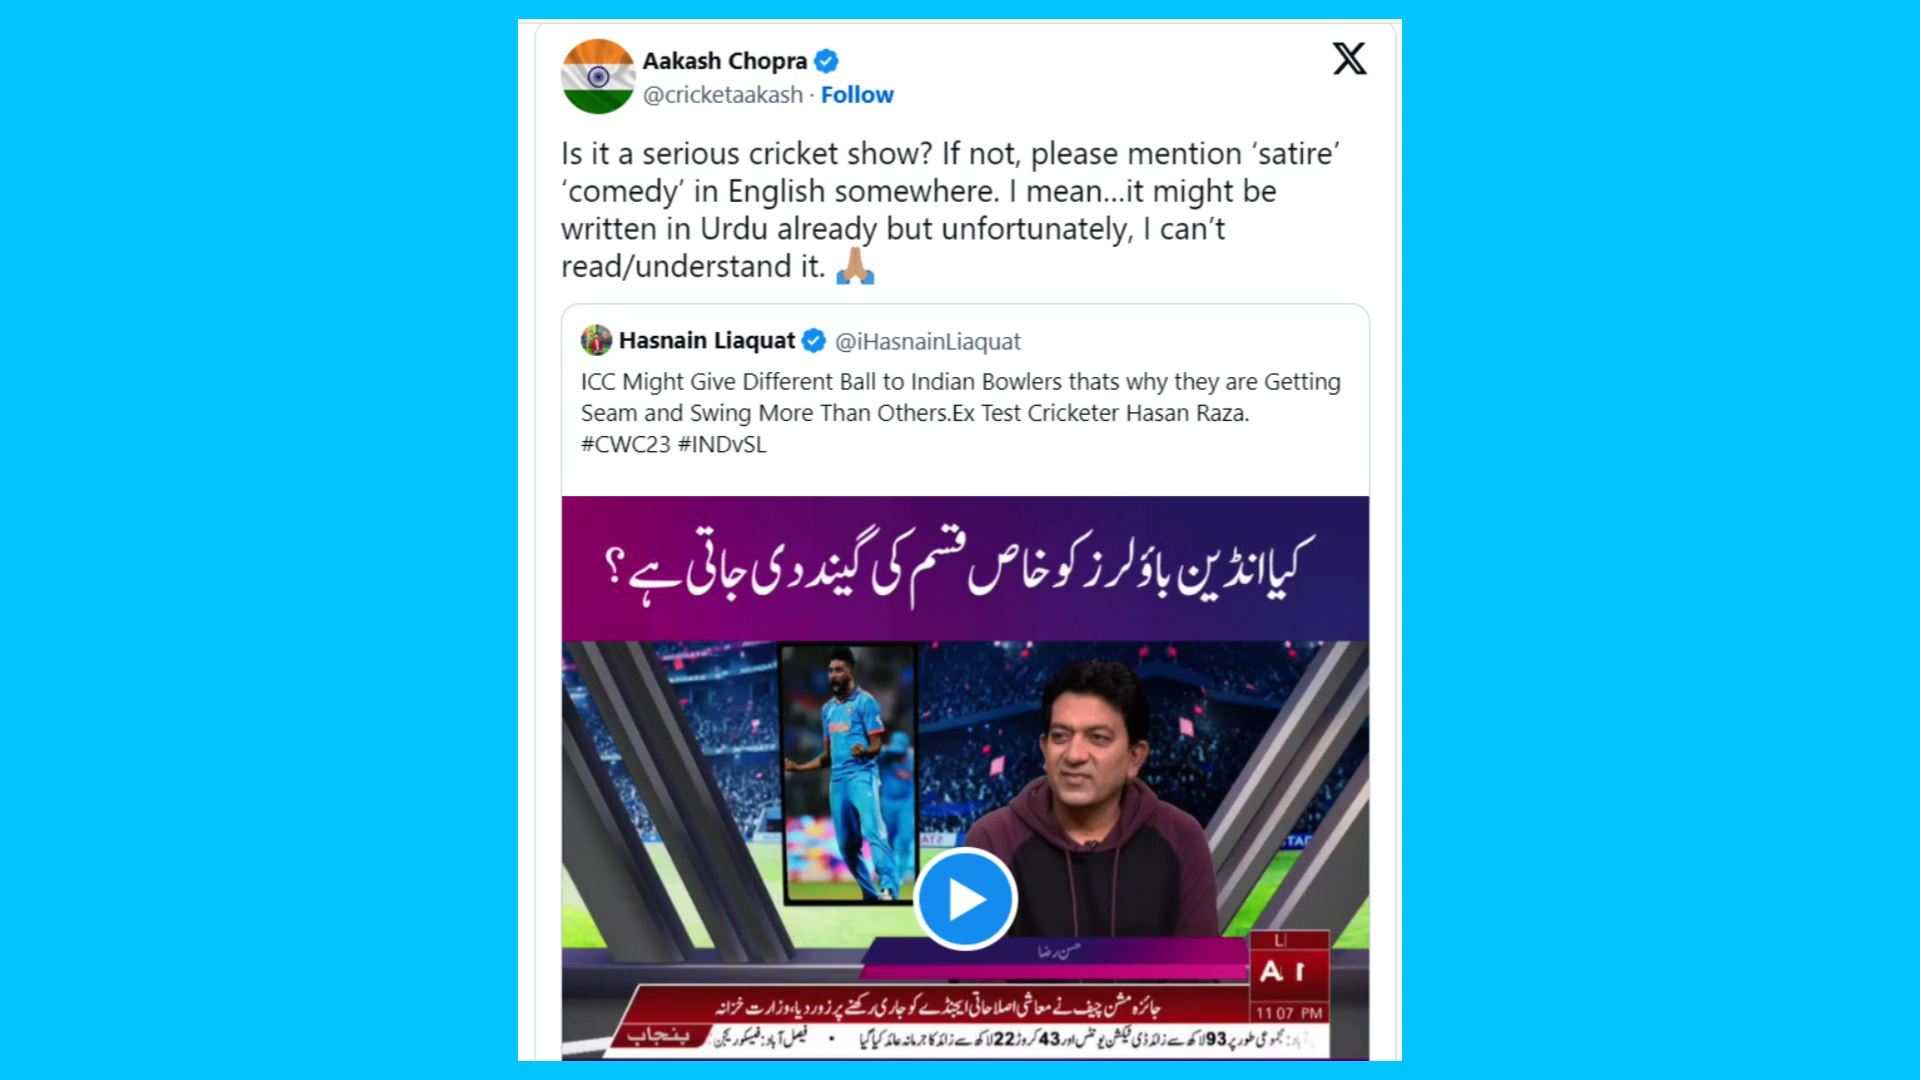 Aakash Chopra
@cricketaakash · Follow
Is it a serious cricket show? If not, please mention ‘satire’
‘comedy’ in English somewhere. I mean...it might be
written in Urdu already but unfortunately, I can’t
read/understand it. 🙏🏽
Hasnain Liaquat @iHasnainLiaquat
ICC Might Give Different Ball to Indian Bowlers thats why they are Getting
Seam and Swing More Than Others.Ex Test Cricketer Hasan Raza.
#CWC23 #INDvSL
کیا انڈین باؤلرز کو خاص قسم کی گیند دی جاتی ہے؟
حسن رضا
جائزہ مشن چیف نے معاشی اصلاحاتی ایجنڈے کو جاری رکھنے پر زور دیا، وزارت خزانہ
11 07 PM
پنجاب
مجموعی طور پر 93 لاکھ سے زائد ڈی ٹیکشن یونٹس اور 43 کروڑ 22 لاکھ سے زائد کا جرمانہ عائد کیا گیا • فیصل آباد: فیسکو ریجن